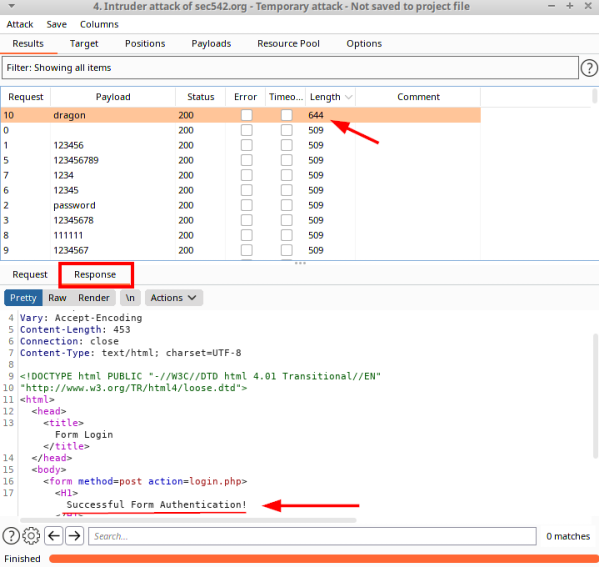 4. Intruder attack of sec542.org - Temporary attack - Not saved to project file
Attack Save Columns
Results Target Positions Payloads Resource Pool Options
Filter: Showing all items
Request Payload Status Error Timeo... Length Comment
10 dragon 200 644
0 200 509
1 123456 200 509
5 123456789 200 509
7 1234 200 509
6 12345 200 509
2 password 200 509
3 12345678 200 509
8 111111 200 509
9 1234567 200 509
Request Response
Pretty Raw Render \n Actions
4 Vary: Accept-Encoding
5 Content-Length: 453
6 Connection: close
7 Content-Type: text/html; charset=UTF-8
8
9 <!DOCTYPE html PUBLIC "-//W3C//DTD html 4.01 Transitional//EN"
10 "http://www.w3.org/TR/html4/loose.dtd">
11 <html>
12 <head>
13 <title>
Form Login
</title>
14 </head>
15 <body>
16 <form method=post action=login.php>
17 <H1>
Successful Form Authentication!
Search... 0 matches
Finished